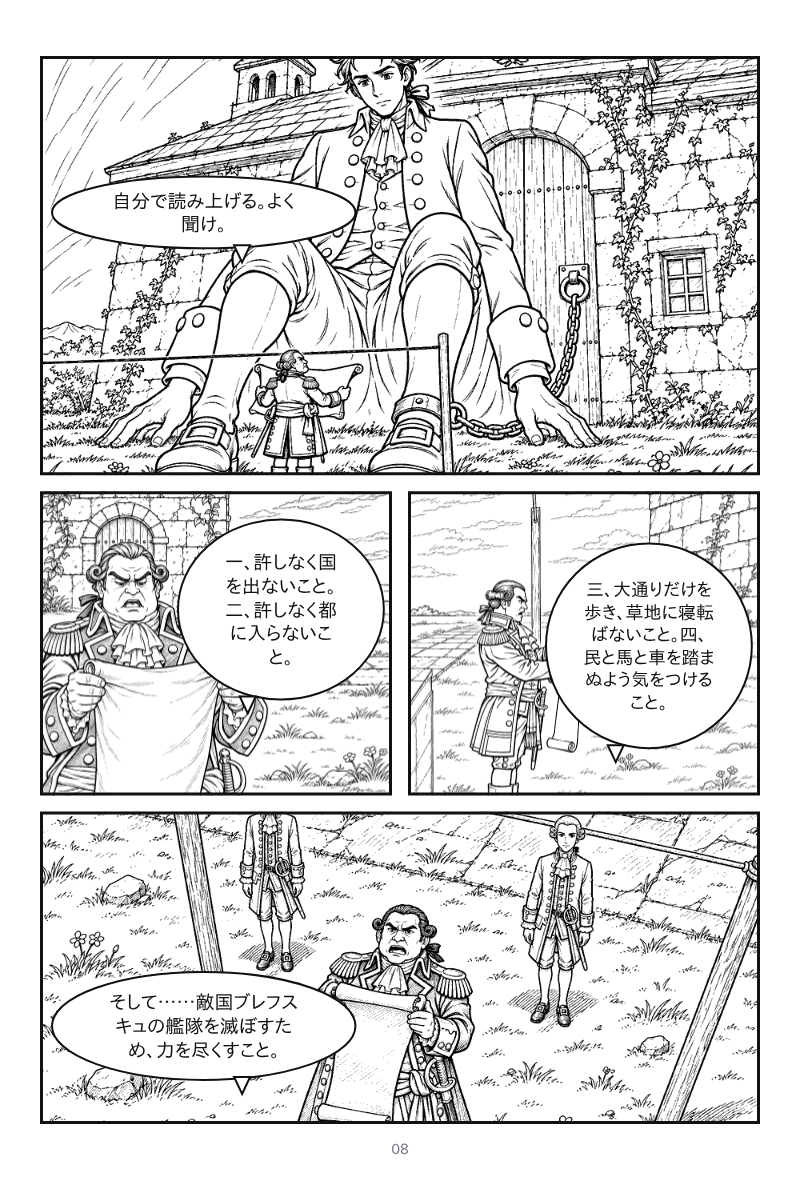 自分で読み上げる。よく
聞け。
一、許しなく国
を出ないこと。
二、許しなく都
に入らないこ
と。
三、大通りだけを
歩き、草地に寝転
ばないこと。四、
民と馬と車を踏ま
ぬよう気をつける
こと。
そして……敵国ブレフス
キュの艦隊を滅ぼすた
め、力を尽くすこと。
08